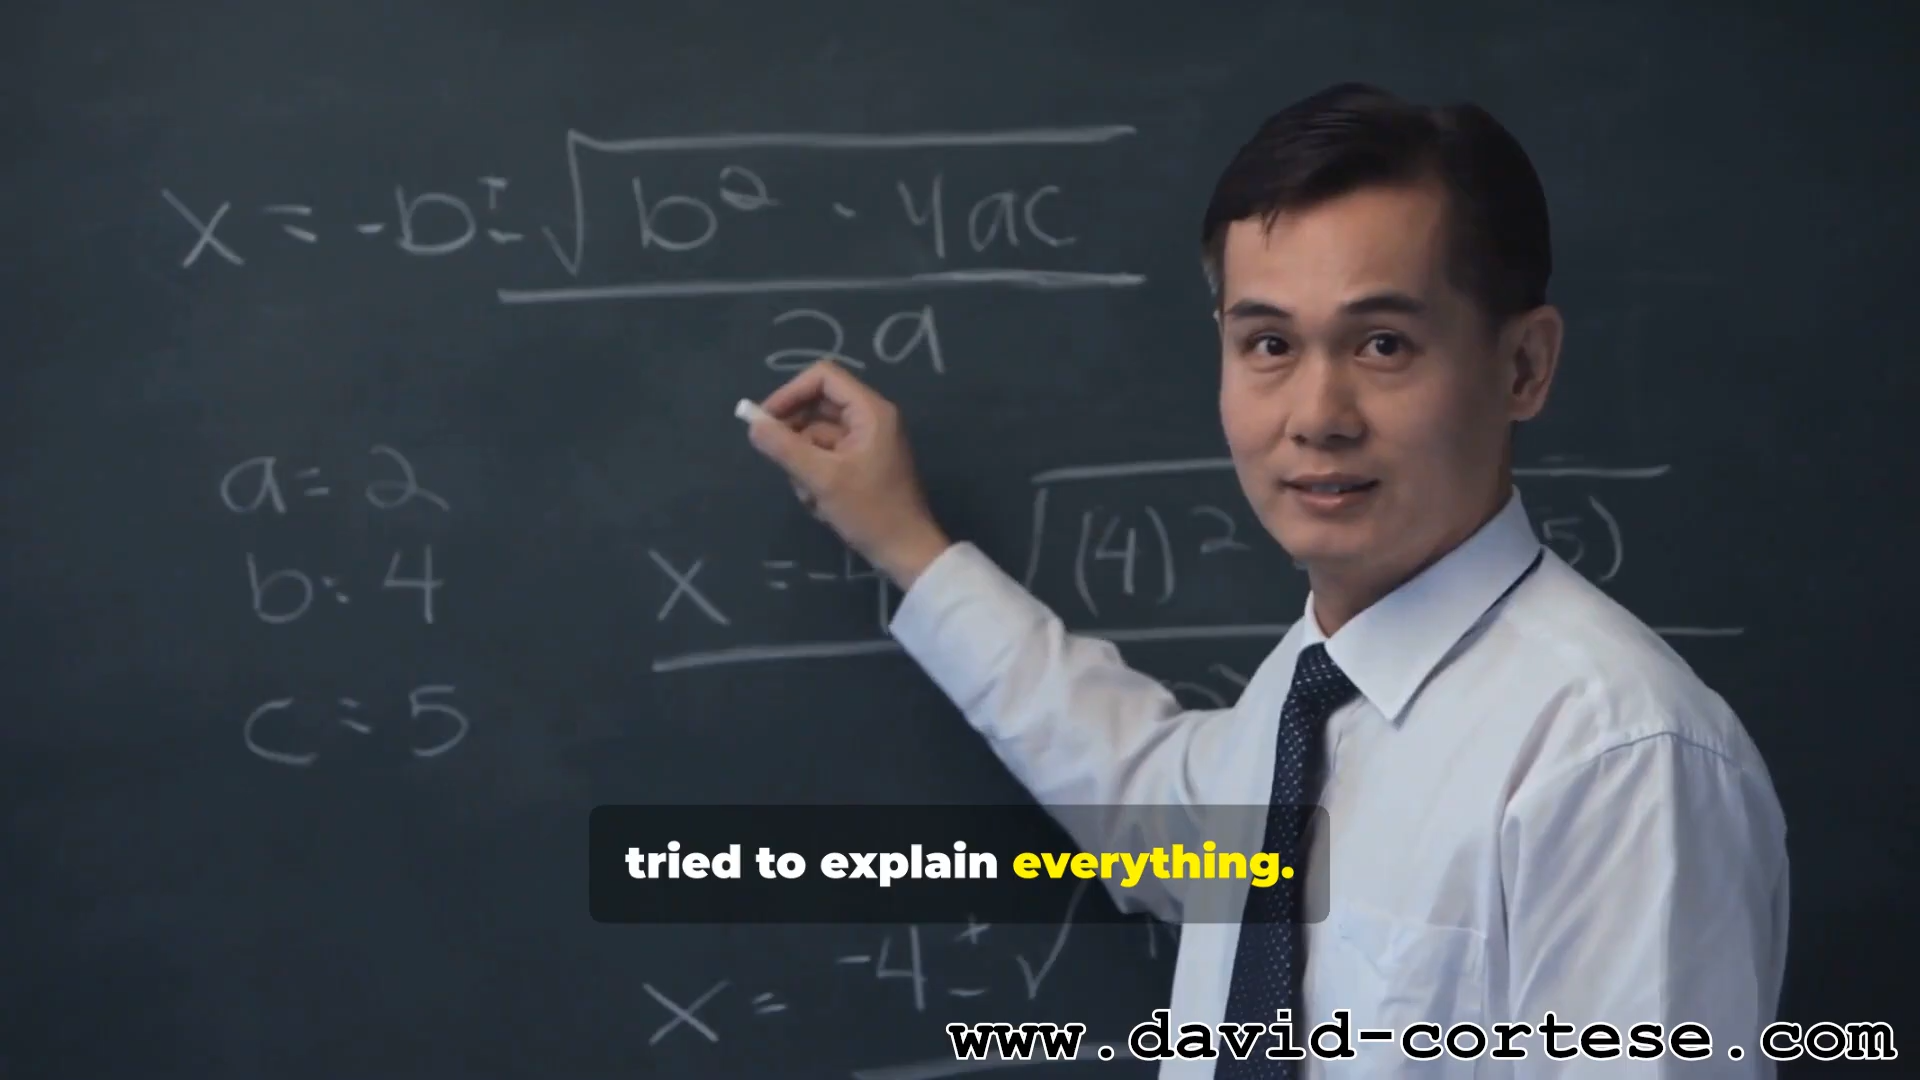 x = -b ± √b² - 4ac
2a
a = 2
b = 4
c = 5
x = -4 √(4)² 5)
tried to explain everything.
x = -4 ± √
www.david-cortese.com